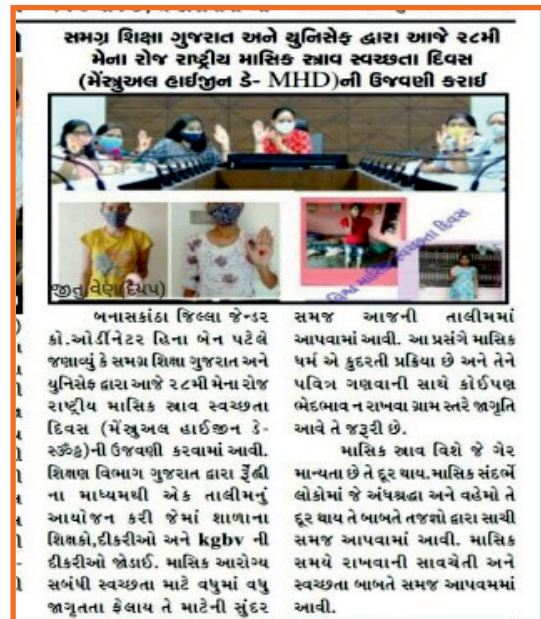 સમગ્ર શિક્ષા ગુજરાત અને યુનિસેફ દ્વારા આજે ૨૮મી
મેના રોજ રાષ્ટ્રીય માસિક સ્ત્રાવ સ્વચ્છતા દિવસ
(મેંસ્ટ્રુઅલ હાઈજીન ડે- MHD)ની ઉજવણી કરાઈ
વિશ્વ માસિક સ્વચ્છતા દિવસ
જીતુ વેણ(દયપ)
બનાસકાંઠા જિલ્લા જેન્ડર
કો.ઓર્ડીનેટર હિના બેન પટેલે
જણાવ્યું કે સમગ્ર શિક્ષા ગુજરાત અને
યુનિસેફ દ્વારા આજે ૨૮મી મેના રોજ
રાષ્ટ્રીય માસિક સ્ત્રાવ સ્વચ્છતા
દિવસ (મેંસ્ટ્રુઅલ હાઈજીન ડે-
)ની ઉજવણી કરવામાં આવી.
શિક્ષણ વિભાગ ગુજરાત દ્વારા
ના માધ્યમથી એક તાલીમનું
આયોજન કરી જેમાં શાળાના
શિક્ષકો,દીકરીઓ અને kgbv ની
દીકરીઓ જોડાઈ. માસિક આરોગ્ય
સબંધી સ્વચ્છતા માટે વધુમાં વધુ
જાગૃતતા ફેલાય તે માટેની સુંદર
સમજ આજની તાલીમમાં
આપવામાં આવી. આ પ્રસંગે માસિક
ધર્મ એ કુદરતી પ્રક્રિયા છે અને તેને
પવિત્ર ગણવાની સાથે કોઈપણ
ભેદભાવ ન રાખવા ગ્રામ સ્તરે જાગૃતિ
આવે તે જરૂરી છે.
માસિક સ્ત્રાવ વિશે જે ગેર
માન્યતા છે તે દૂર થાય.માસિક સંદર્ભે
લોકોમાં જે અંધશ્રદ્ધા અને વહેમો તે
દૂર થાય તે બાબતે તજજ્ઞો દ્વારા સાચી
સમજ આપવામાં આવી. માસિક
સમયે રાખવાની સાવચેતી અને
સ્વચ્છતા બાબતે સમજ આપવમમાં
આવી.